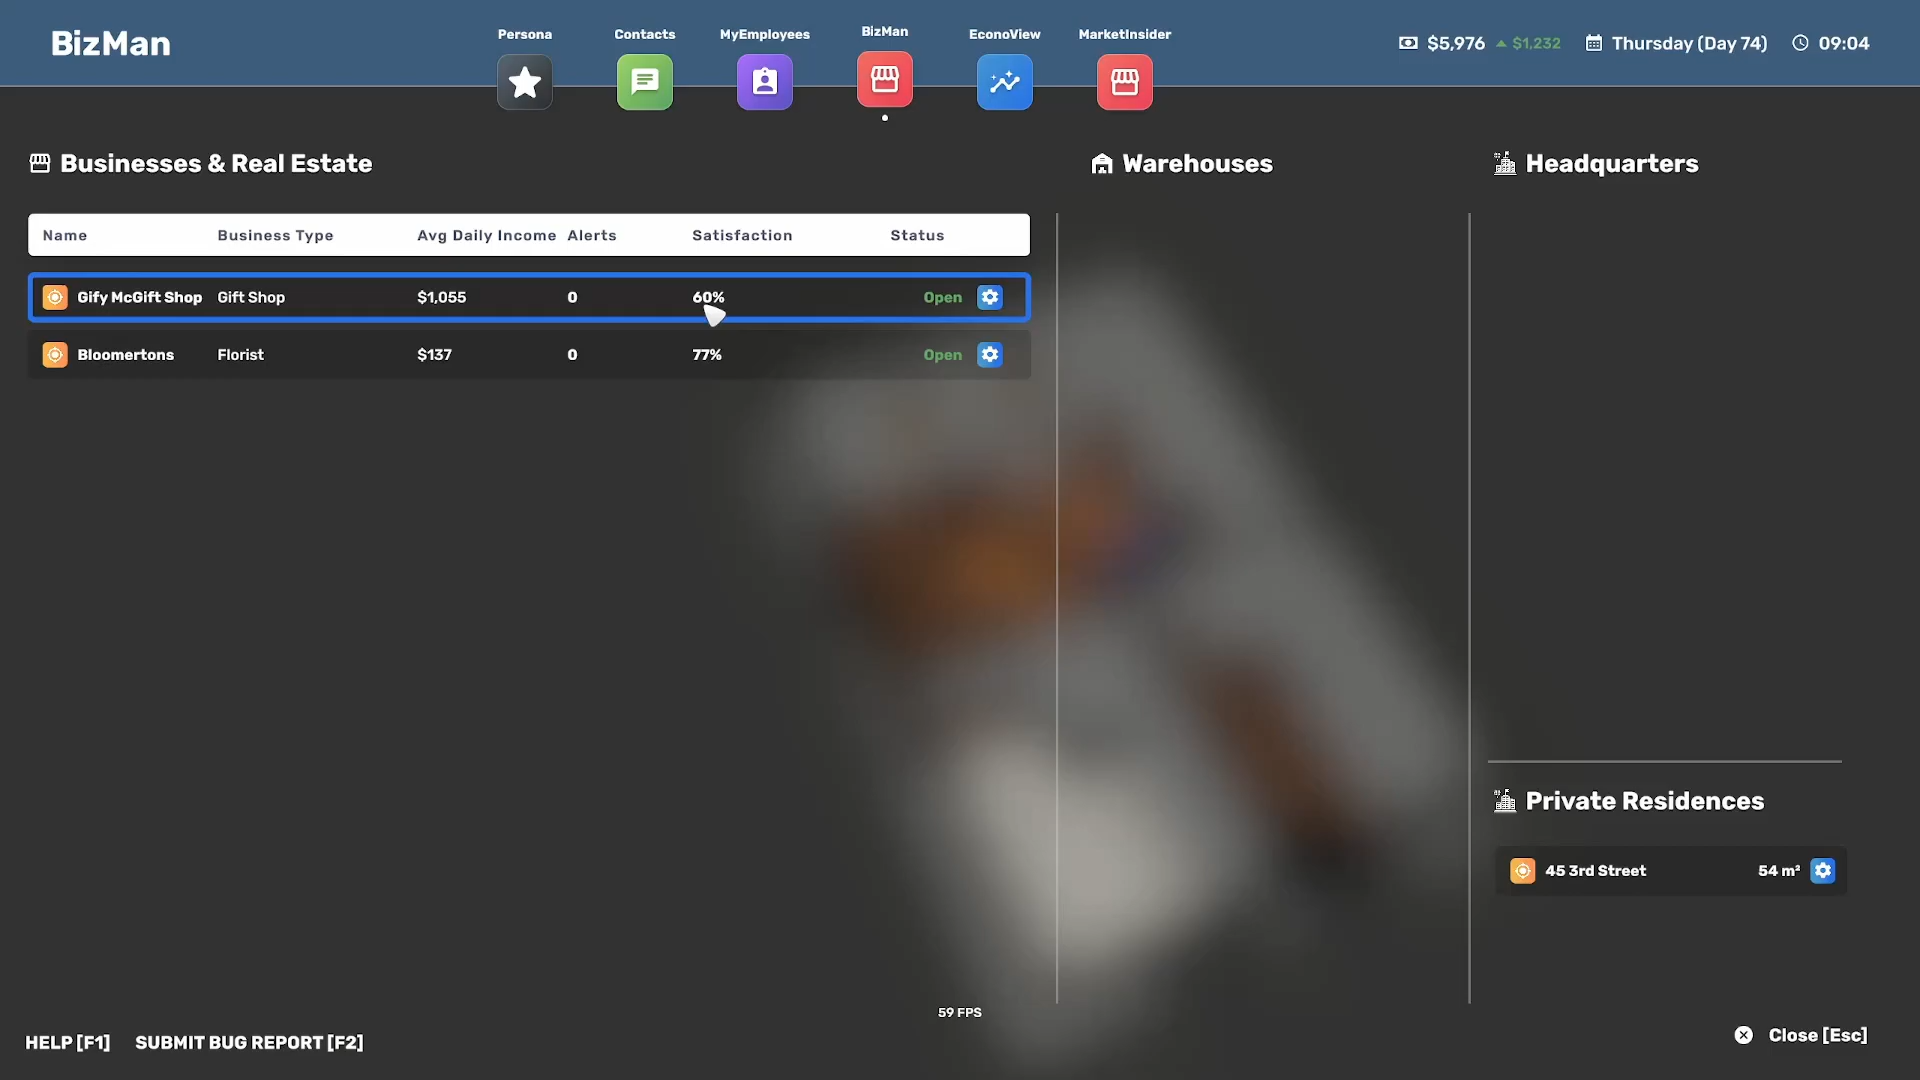 BizMan
Persona
Contacts
MyEmployees
BizMan
EconoView
MarketInsider
$5,976 $1,232 Thursday (Day 74) 09:04
Businesses & Real Estate
Warehouses
Headquarters
Name Business Type Avg Daily Income Alerts Satisfaction Status
Gify McGift Shop Gift Shop $1,055 0 60% Open
Bloomertons Florist $137 0 77% Open
Private Residences
45 3rd Street 54 m²
59 FPS
HELP [F1] SUBMIT BUG REPORT [F2]
Close [Esc]